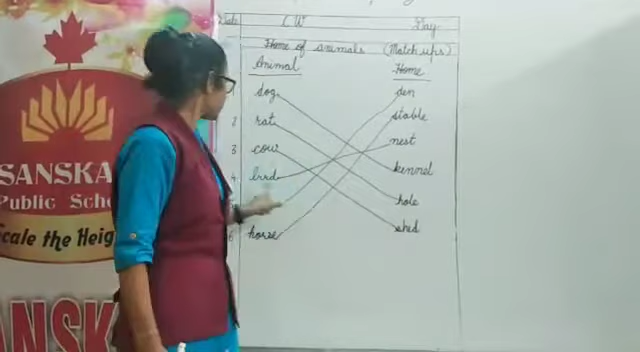 Date CW Day
Home of animals (Match ups)
Animal Home
dog den
2 rat stable
3 cow nest
4 bird kennel
hole
6 horse shed
SANSKA
Public Scho
Scale the Heig
ANSK